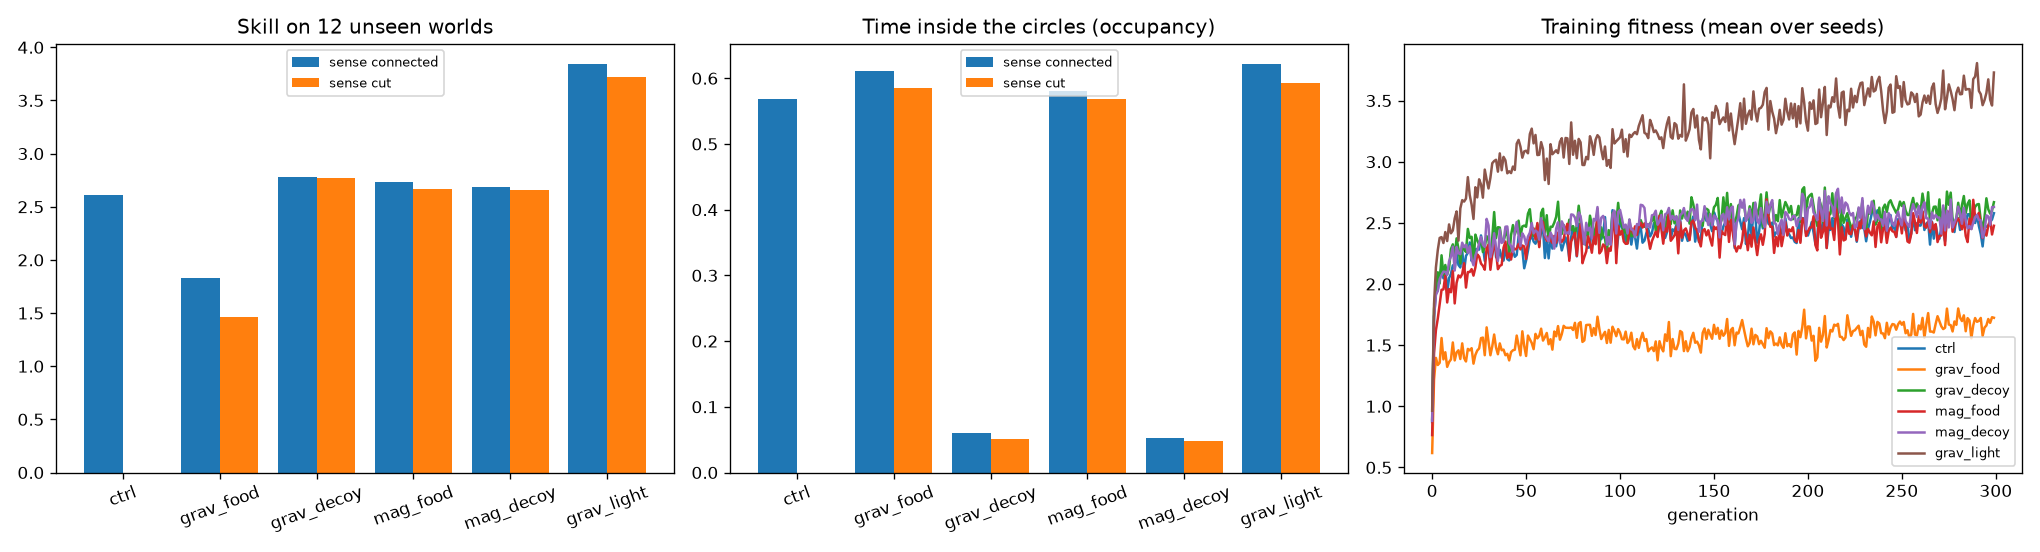 Skill on 12 unseen worlds
4.0
3.5
3.0
2.5
2.0
1.5
1.0
0.5
0.0
sense connected
sense cut
ctrl
grav_food
grav_decoy
mag_food
mag_decoy
grav_light
Time inside the circles (occupancy)
0.6
0.5
0.4
0.3
0.2
0.1
0.0
sense connected
sense cut
ctrl
grav_food
grav_decoy
mag_food
mag_decoy
grav_light
Training fitness (mean over seeds)
3.5
3.0
2.5
2.0
1.5
1.0
0.5
ctrl
grav_food
grav_decoy
mag_food
mag_decoy
grav_light
0 50 100 150 200 250 300
generation